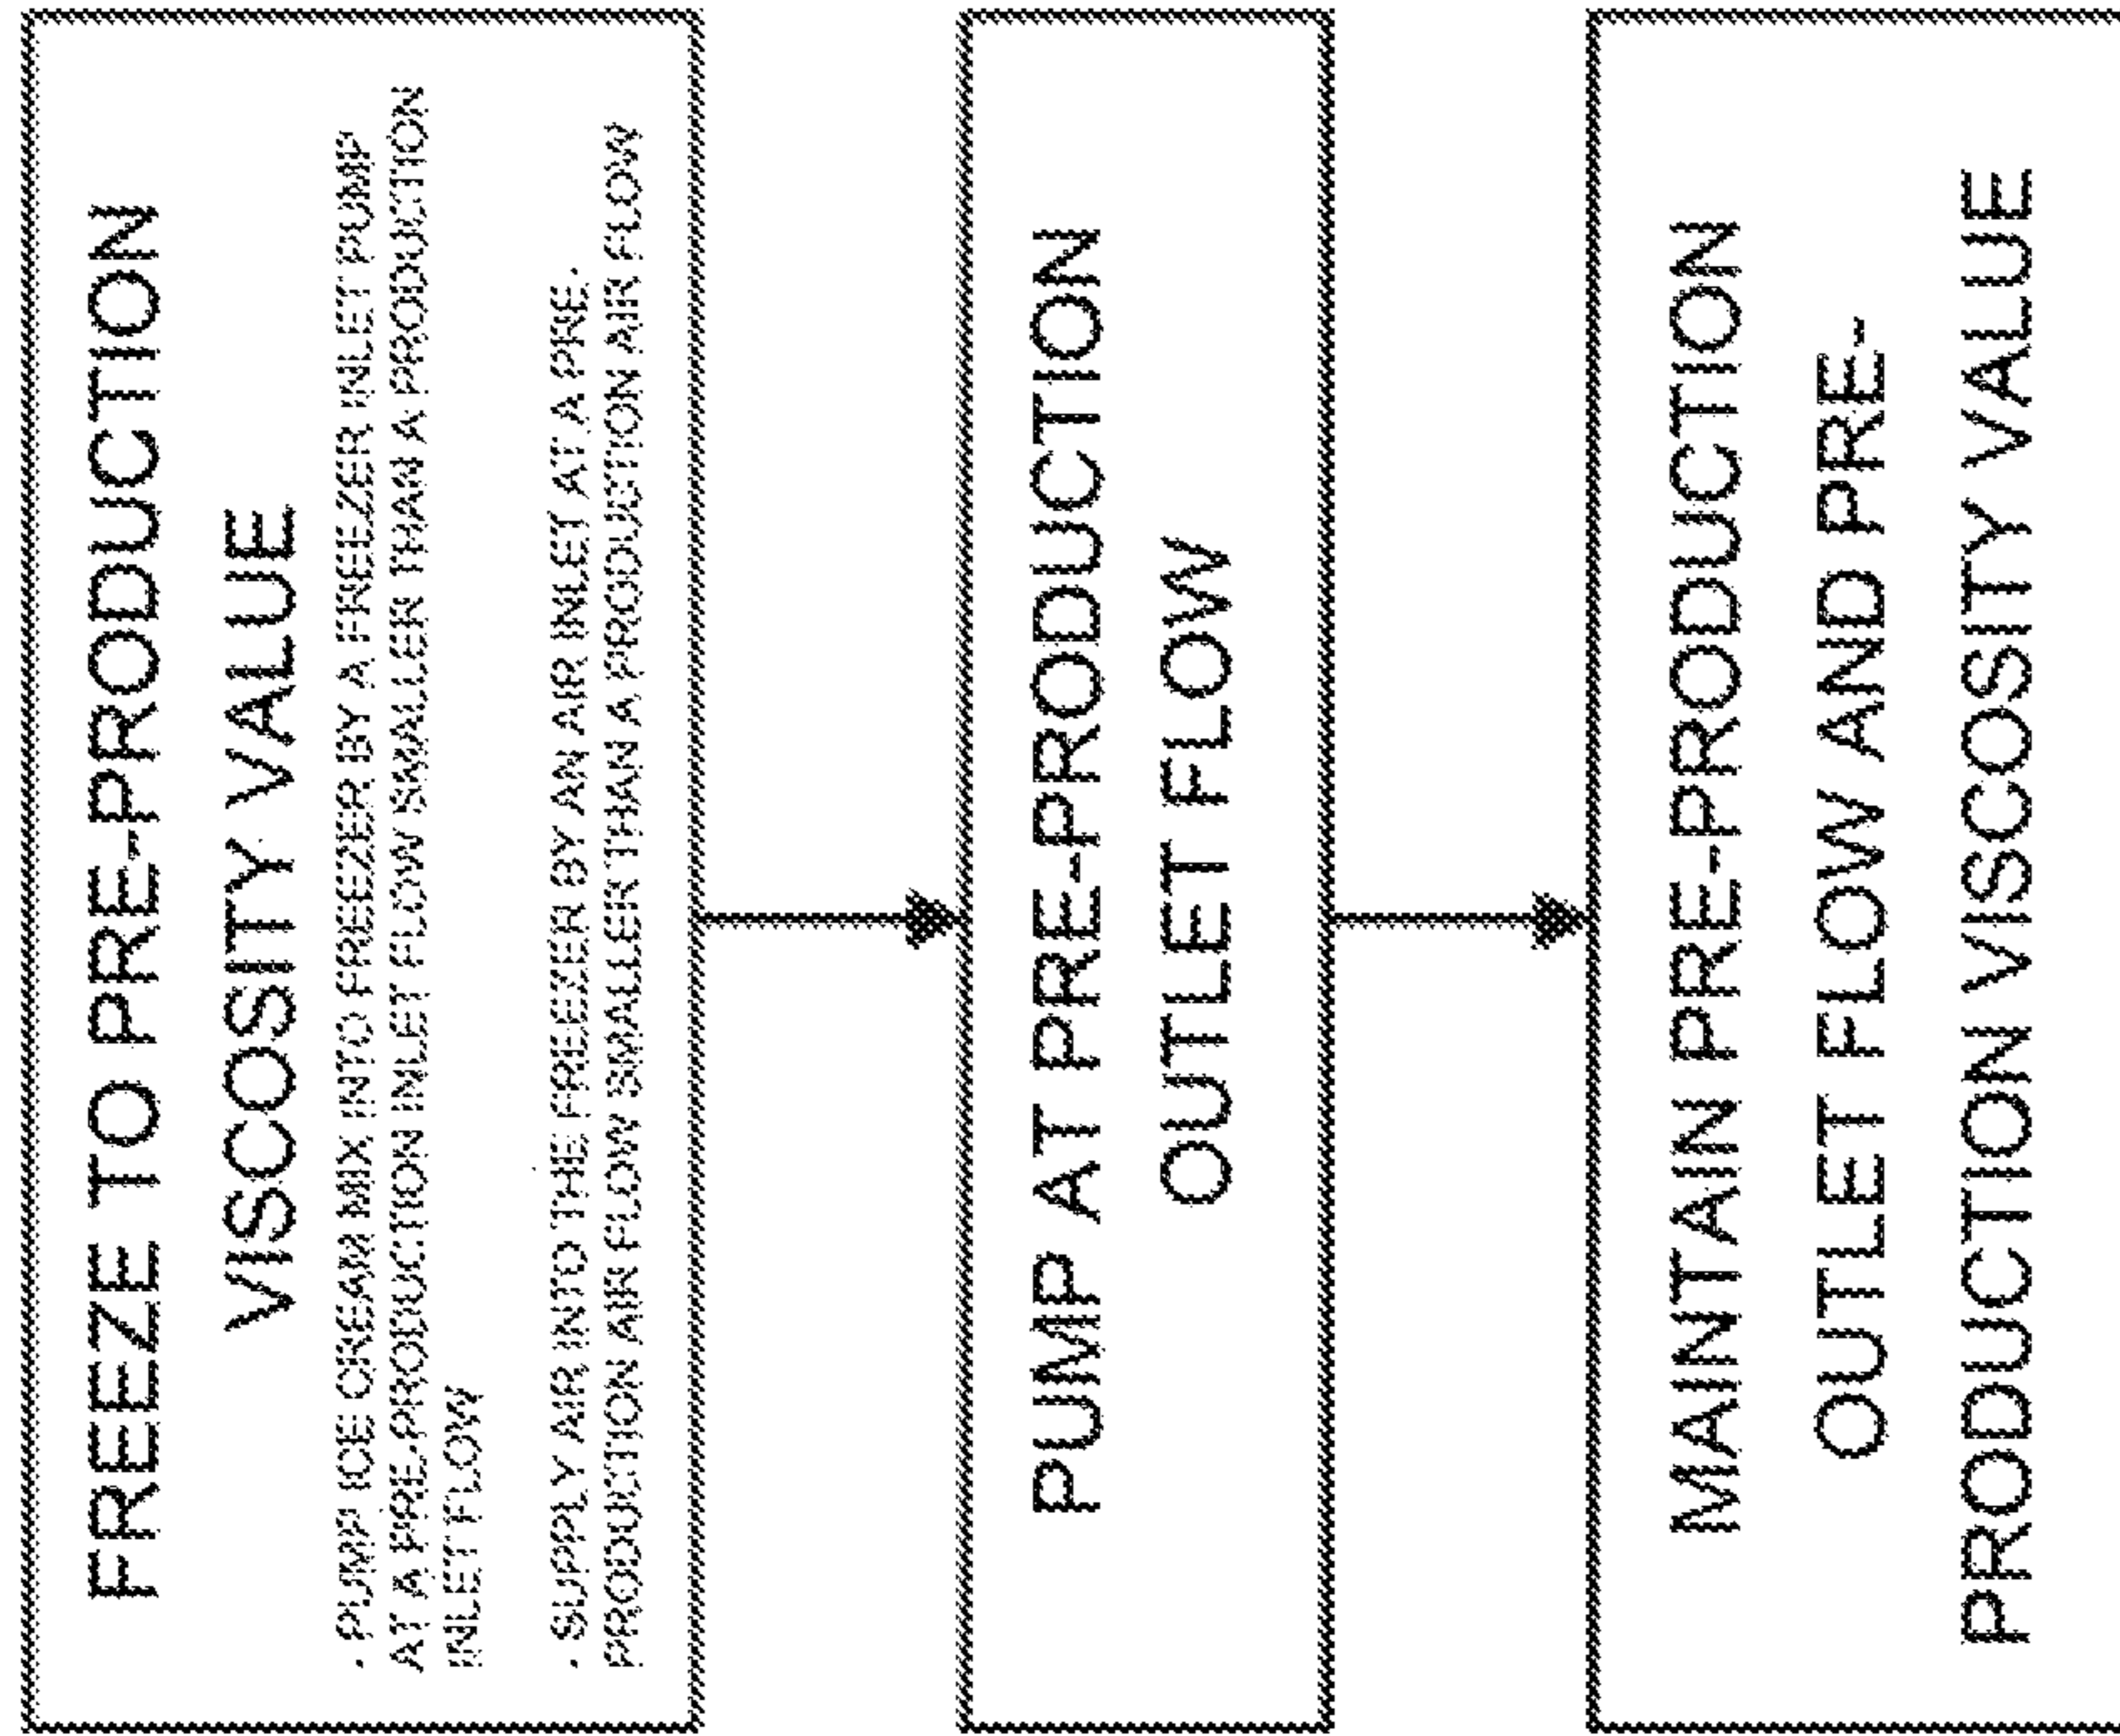 FREEZE TO PRE-PRODUCTION
VISCOSITY VALUE
· PUMP ICE CREAM MIX INTO FREEZER BY A FREEZER INLET PUMP
AT A PRE-PRODUCTION INLET FLOW SMALLER THAN A PRODUCTION
INLET FLOW
· SUPPLY AIR INTO THE FREEZER BY AN AIR INLET AT A PRE-
PRODUCTION AIR FLOW SMALLER THAN A PRODUCTION AIR FLOW
PUMP AT PRE-PRODUCTION
OUTLET FLOW
MAINTAIN PRE-PRODUCTION
OUTLET FLOW AND PRE-
PRODUCTION VISCOSITY VALUE